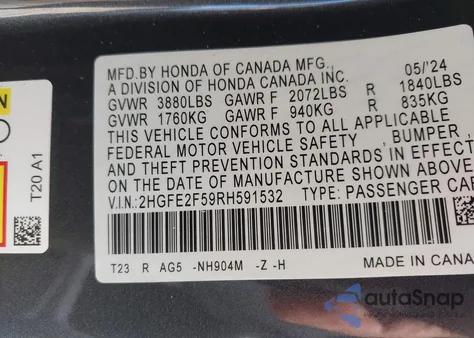 MFD.BY HONDA OF CANADA MFG., 05/'24
A DIVISION OF HONDA CANADA INC.
GVWR 3880LBS GAWR F 2072LBS R 1840LBS
GVWR 1760KG GAWR F 940KG R 835KG
THIS VEHICLE CONFORMS TO ALL APPLICABLE
FEDERAL MOTOR VEHICLE SAFETY, BUMPER,
AND THEFT PREVENTION STANDARDS IN EFFECT
ON THE DATE OF MANUFACTURE SHOWN ABOVE
V.I.N.:2HGFE2F59RH591532 TYPE: PASSENGER CA
T23 R AG5 -NH904M -Z -H MADE IN CANA
T20 A1
autoSnap